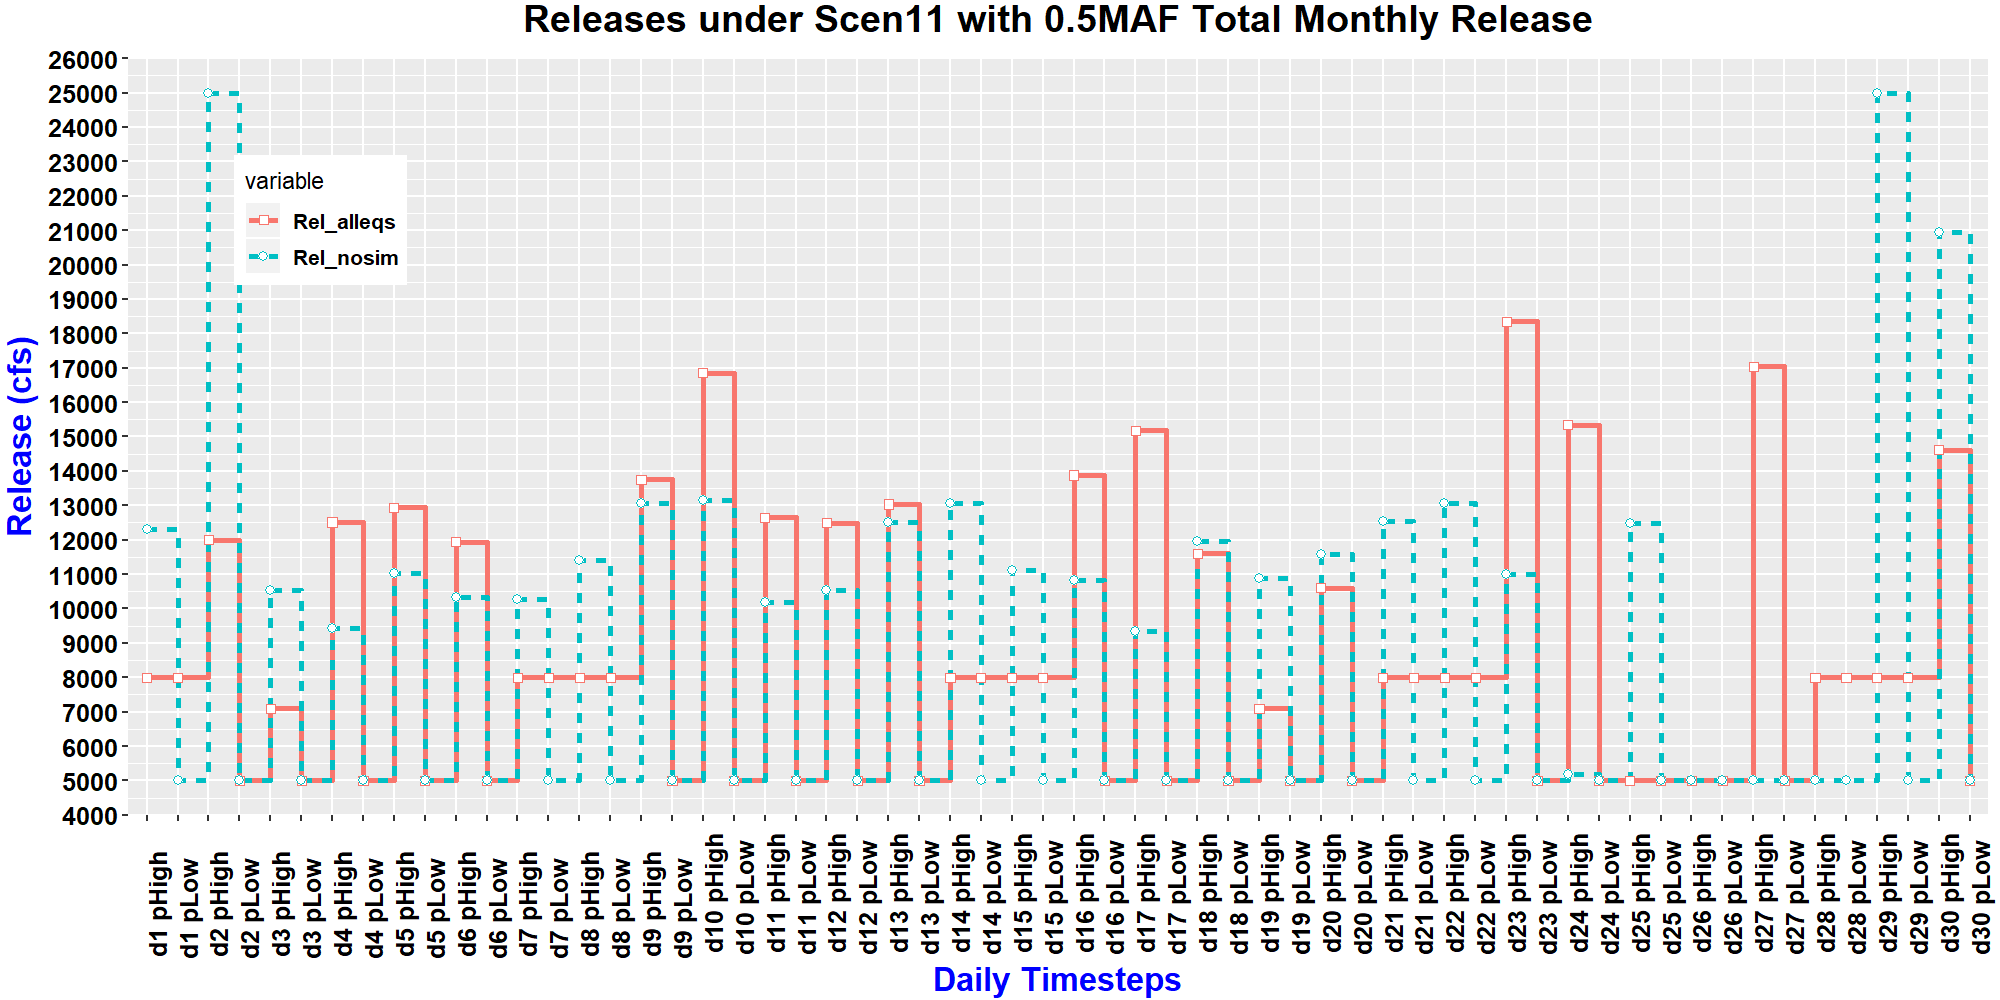 Releases under Scen11 with 0.5MAF Total Monthly Release
26000
25000
24000
23000
22000
21000
20000
19000
18000
17000
16000
15000
14000
13000
12000
11000
10000
9000
8000
7000
6000
5000
4000
Release (cfs)
variable
Rel_alleqs
Rel_nosim
d1 pHigh
d1 pLow
d2 pHigh
d2 pLow
d3 pHigh
d3 pLow
d4 pHigh
d4 pLow
d5 pHigh
d5 pLow
d6 pHigh
d6 pLow
d7 pHigh
d7 pLow
d8 pHigh
d8 pLow
d9 pHigh
d9 pLow
d10 pHigh
d10 pLow
d11 pHigh
d11 pLow
d12 pHigh
d12 pLow
d13 pHigh
d13 pLow
d14 pHigh
d14 pLow
d15 pHigh
d15 pLow
d16 pHigh
d16 pLow
d17 pHigh
d17 pLow
d18 pHigh
d18 pLow
d19 pHigh
d19 pLow
d20 pHigh
d20 pLow
d21 pHigh
d21 pLow
d22 pHigh
d22 pLow
d23 pHigh
d23 pLow
d24 pHigh
d24 pLow
d25 pHigh
d25 pLow
d26 pHigh
d26 pLow
d27 pHigh
d27 pLow
d28 pHigh
d28 pLow
d29 pHigh
d29 pLow
d30 pHigh
d30 pLow
Daily Timesteps